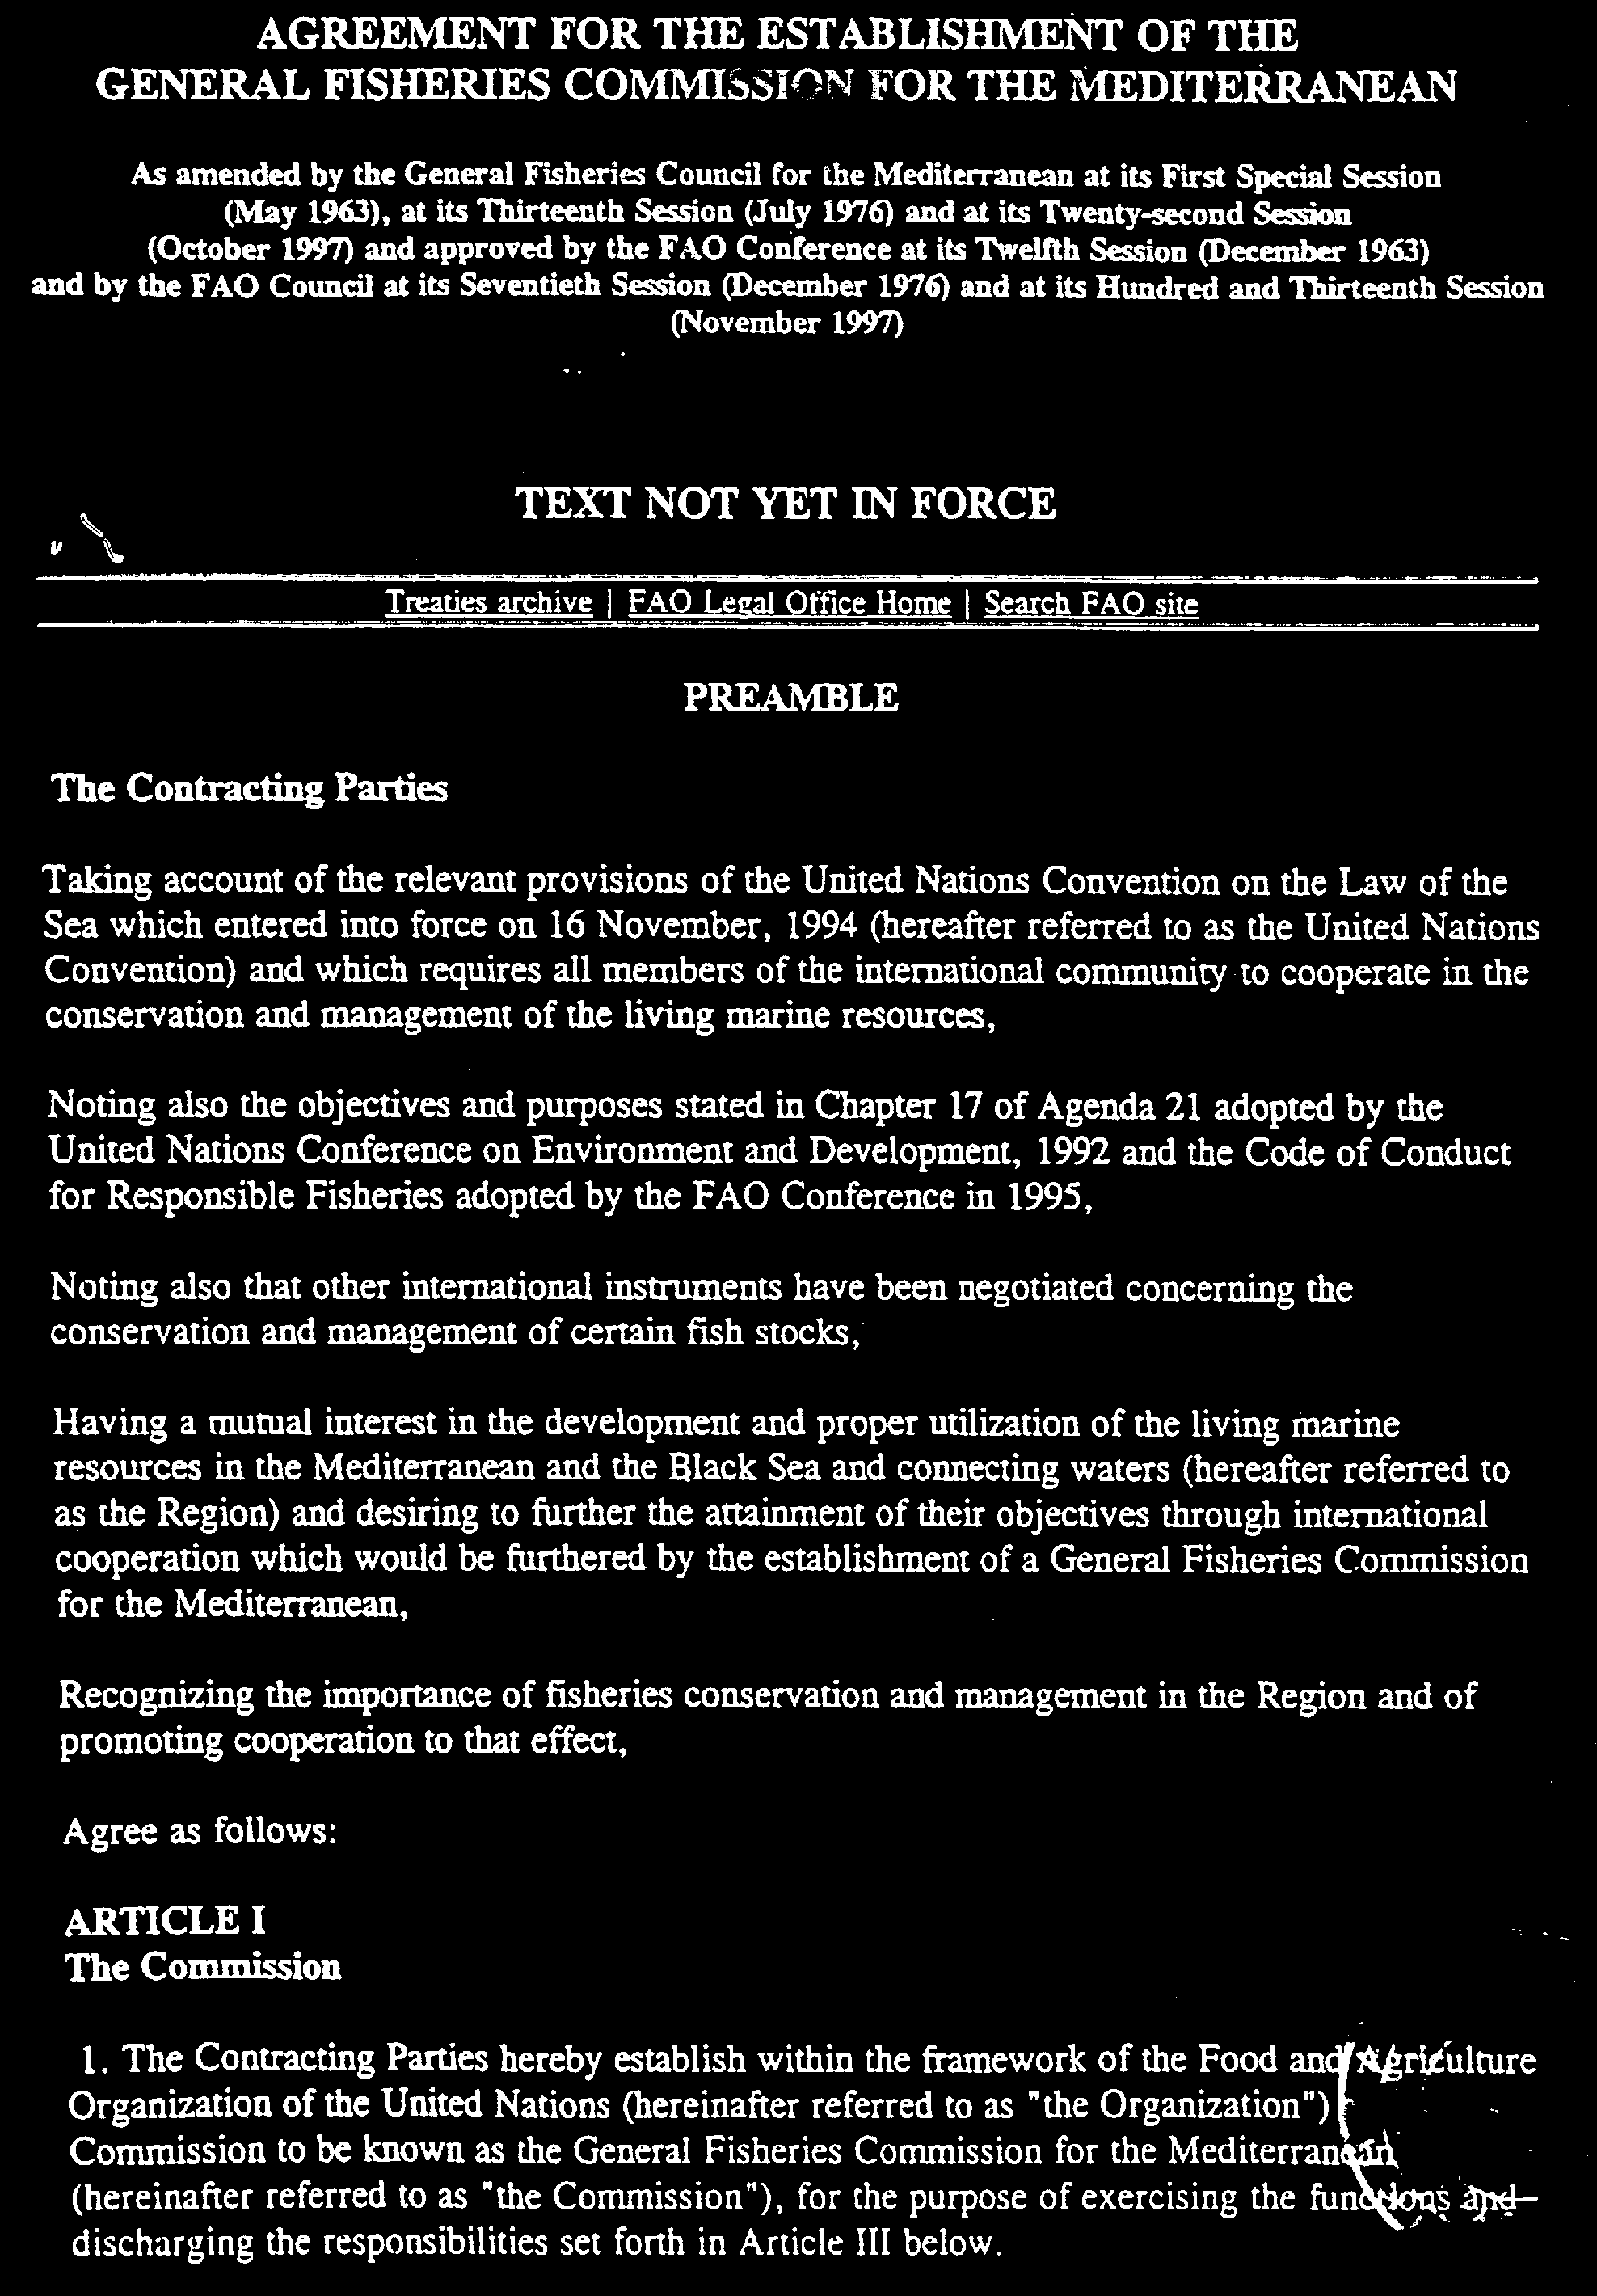 AGREEMENT FOR THE ESTABLISHMENT OF THE
GENERAL FISHERIES COMMISSION FOR THE MEDITERRANEAN
As amended by the General Fisheries Council for the Mediterranean at its First Special Session
(May 1963), at its Thirteenth Session (July 1976) and at its Twenty-second Session
(October 1997) and approved by the FAO Conference at its Twelfth Session (December 1963)
and by the FAO Council at its Seventieth Session (December 1976) and at its Hundred and Thirteenth Session
(November 1997)
TEXT NOT YET IN FORCE
Treaties archive | FAO Legal Office Home | Search FAO site
PREAMBLE
The Contracting Parties
Taking account of the relevant provisions of the United Nations Convention on the Law of the
Sea which entered into force on 16 November, 1994 (hereafter referred to as the United Nations
Convention) and which requires all members of the international community to cooperate in the
conservation and management of the living marine resources,
Noting also the objectives and purposes stated in Chapter 17 of Agenda 21 adopted by the
United Nations Conference on Environment and Development, 1992 and the Code of Conduct
for Responsible Fisheries adopted by the FAO Conference in 1995,
Noting also that other international instruments have been negotiated concerning the
conservation and management of certain fish stocks,
Having a mutual interest in the development and proper utilization of the living marine
resources in the Mediterranean and the Black Sea and connecting waters (hereafter referred to
as the Region) and desiring to further the attainment of their objectives through international
cooperation which would be furthered by the establishment of a General Fisheries Commission
for the Mediterranean,
Recognizing the importance of fisheries conservation and management in the Region and of
promoting cooperation to that effect,
Agree as follows:
ARTICLE I
The Commission
1. The Contracting Parties hereby establish within the framework of the Food and Agriculture
Organization of the United Nations (hereinafter referred to as "the Organization")
Commission to be known as the General Fisheries Commission for the Mediterranean
(hereinafter referred to as "the Commission"), for the purpose of exercising the functions and
discharging the responsibilities set forth in Article III below.